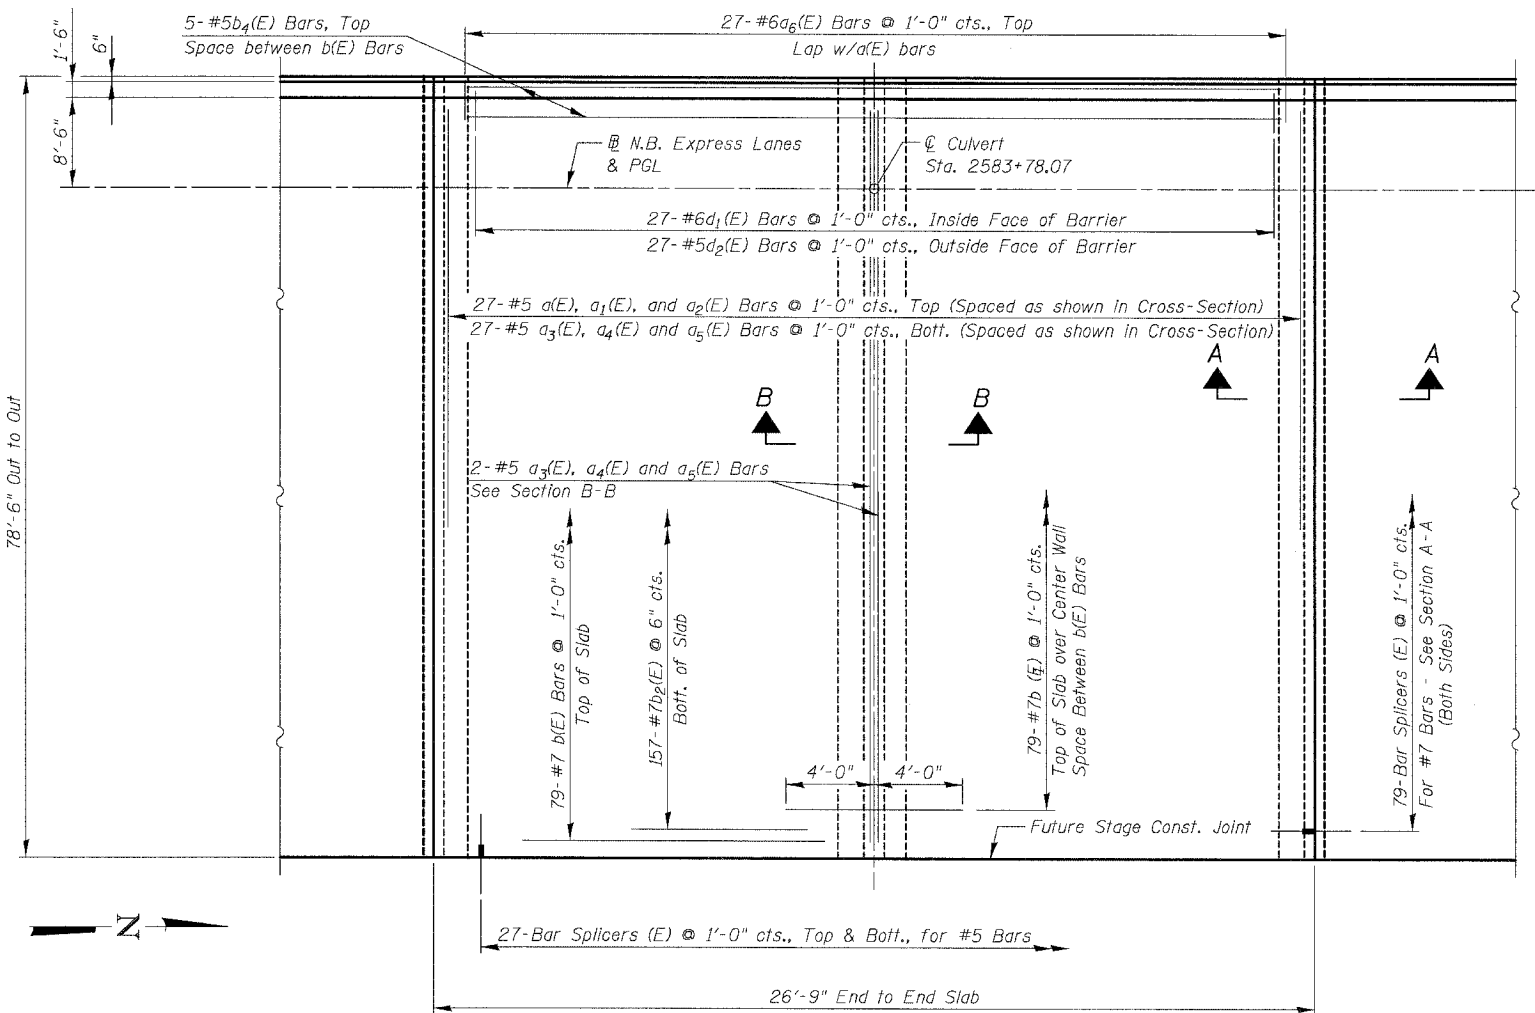 5-#5b4(E) Bars, Top
Space between b(E) Bars
27-#6a6(E) Bars @ 1'-0" cts., Top
Lap w/a(E) bars
1'-6"
6"
8'-6"
℄ N.B. Express Lanes
& PGL
℄ Culvert
Sta. 2583+78.07
27-#6d1(E) Bars @ 1'-0" cts., Inside Face of Barrier
27-#5d2(E) Bars @ 1'-0" cts., Outside Face of Barrier
27-#5 a(E), a1(E), and a2(E) Bars @ 1'-0" cts., Top (Spaced as shown in Cross-Section)
27-#5 a3(E), a4(E) and a5(E) Bars @ 1'-0" cts., Bott. (Spaced as shown in Cross-Section)
A
A
B
B
78'-6" Out to Out
2-#5 a3(E), a4(E) and a5(E) Bars
See Section B-B
79-#7 b(E) Bars @ 1'-0" cts.
Top of Slab
157-#7b2(E) @ 6" cts.
Bott. of Slab
79-#7b (E) @ 1'-0" cts.
Top of Slab over Center Wall
Space Between b(E) Bars
79-Bar Splicers (E) @ 1'-0" cts.
For #7 Bars - See Section A-A
(Both Sides)
4'-0"
4'-0"
Future Stage Const. Joint
N
27-Bar Splicers (E) @ 1'-0" cts., Top & Bott., for #5 Bars
26'-9" End to End Slab